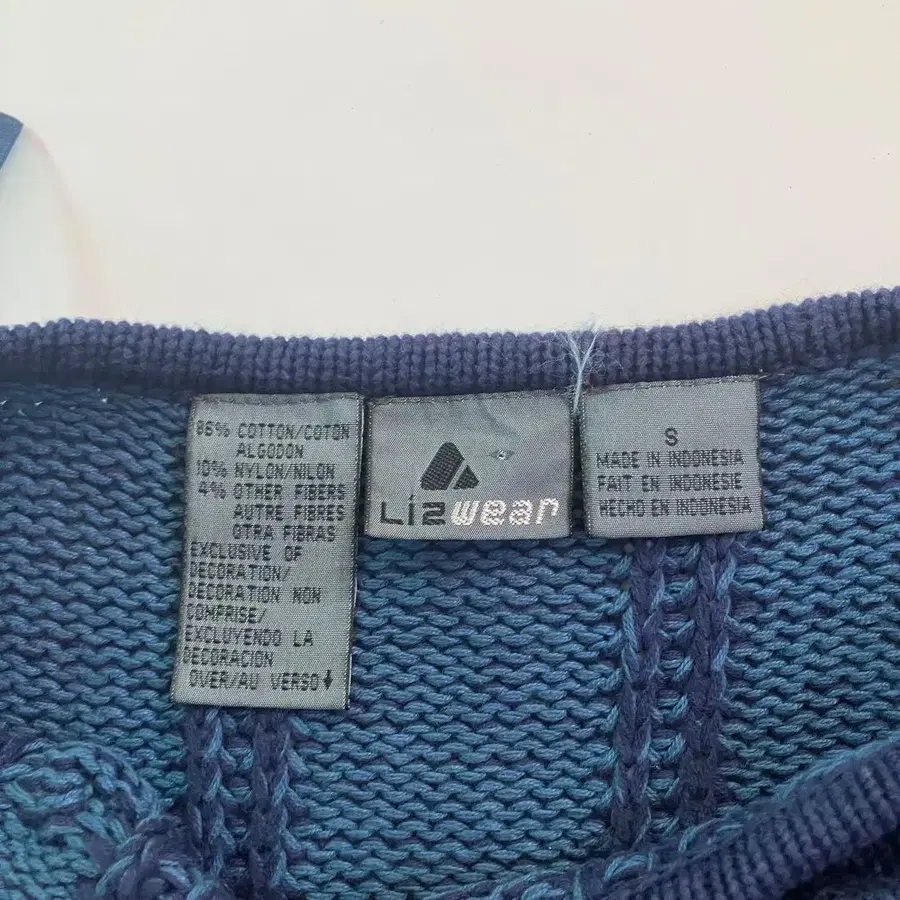 86% COTTON/COTON
ALGODON
10% NYLON/NILON
4% OTHER FIBERS
AUTRE FIBRES
OTRA FIBRAS
EXCLUSIVE OF
DECORATION/
DECORATION NON
COMPRISE/
EXCLUYENDO LA
DECORACION
OVER/AU VERSO↓
Lizwear
S
MADE IN INDONESIA
FAIT EN INDONESIE
HECHO EN INDONESIA